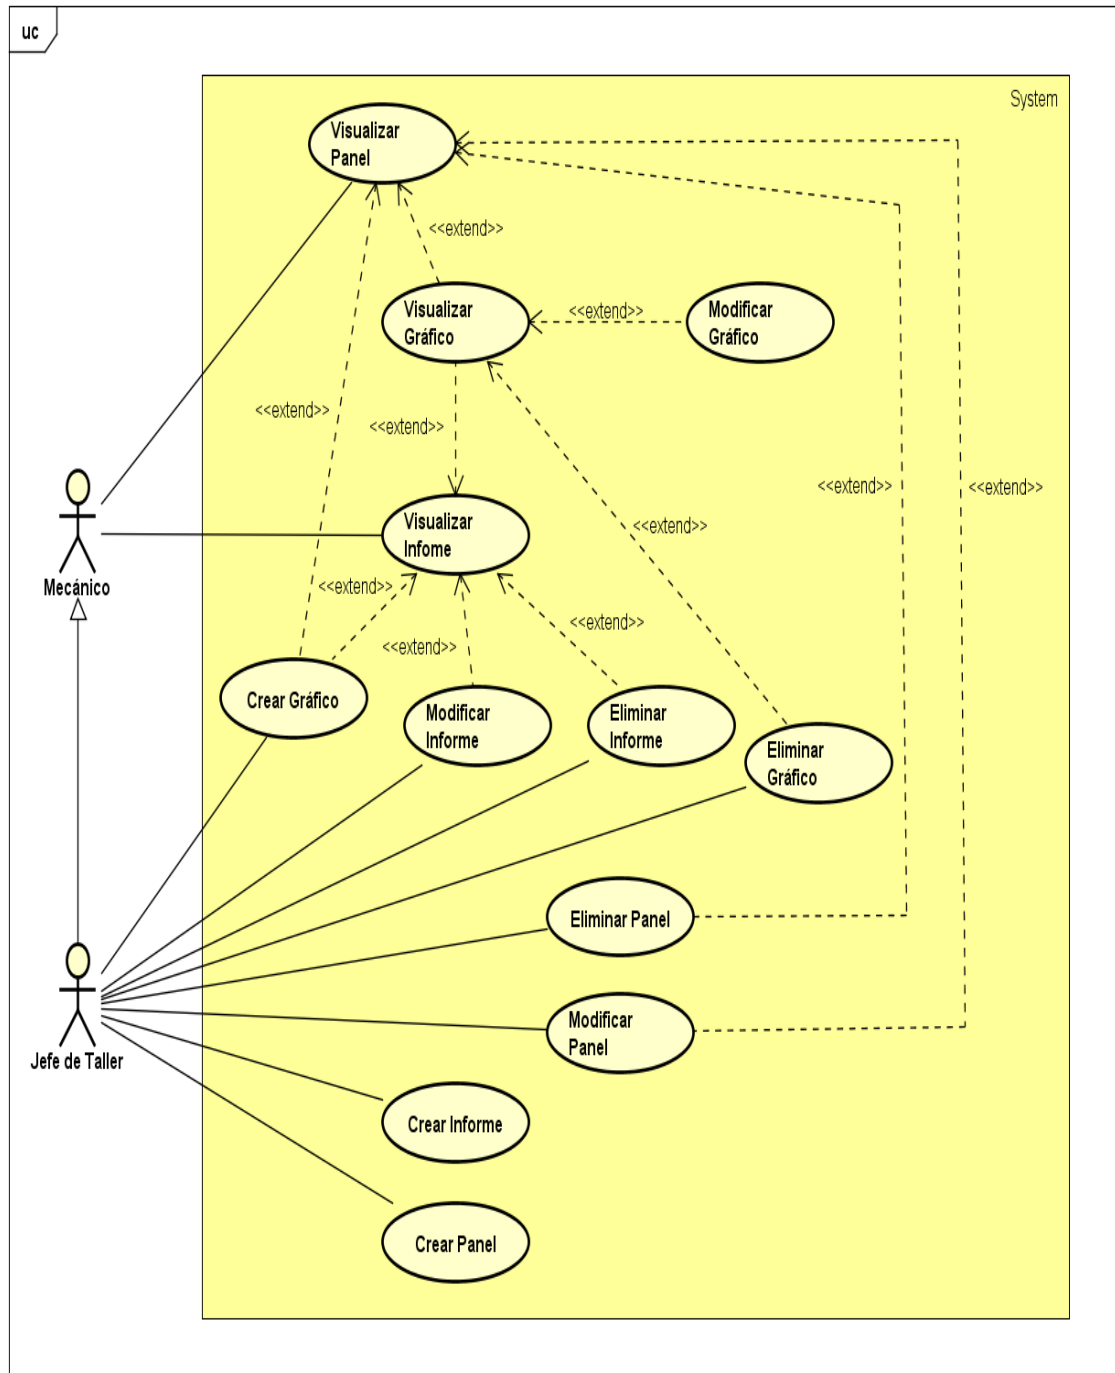 uc
System
Visualizar
Panel
<<extend>>
Visualizar
Gráfico
<<extend>>
Modificar
Gráfico
<<extend>>
<<extend>>
<<extend>>
<<extend>>
<<extend>>
Visualizar
Infome
Mecánico
<<extend>>
<<extend>>
<<extend>>
Crear Gráfico
Modificar
Informe
Eliminar
Informe
Eliminar
Gráfico
Eliminar Panel
Modificar
Panel
Jefe de Taller
Crear Informe
Crear Panel